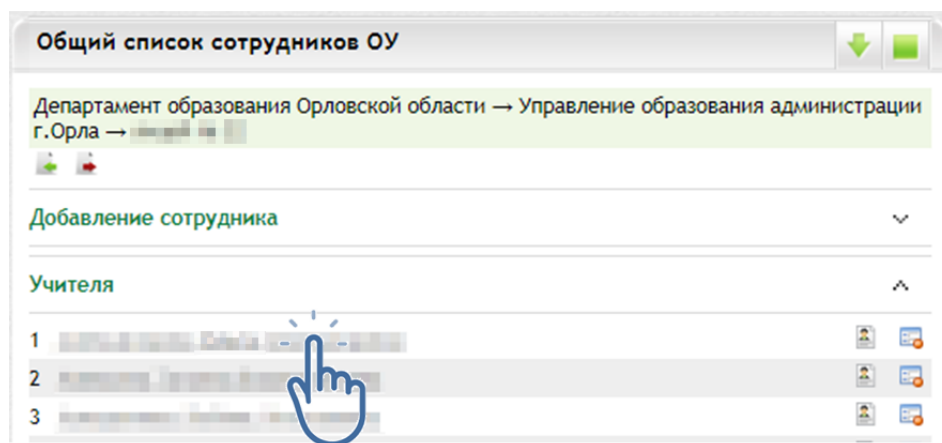 Общий список сотрудников ОУ
Департамент образования Орловской области → Управление образования администрации
г.Орла →
Добавление сотрудника
Учителя
1
2
3